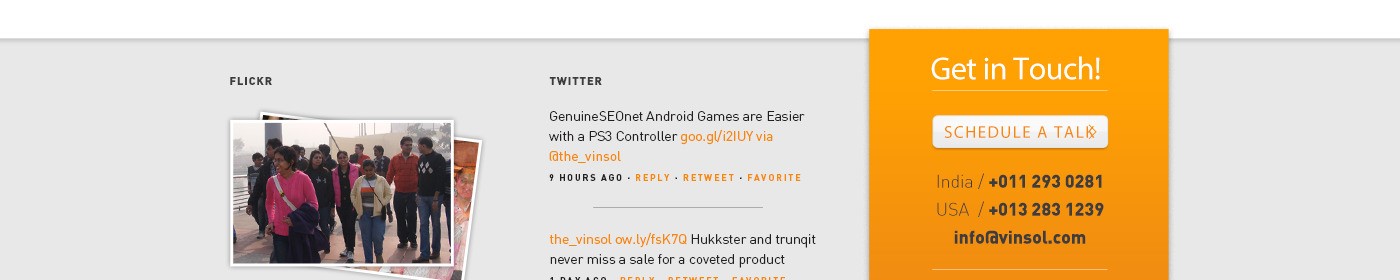 FLICKR
TWITTER
GenuineSEOnet Android Games are Easier
with a PS3 Controller goo.gl/i2IUY via
@the_vinsol
9 HOURS AGO · REPLY · RETWEET · FAVORITE
the_vinsol ow.ly/fsK7Q Hukkster and trunqit
never miss a sale for a coveted product
1 DAY AGO · REPLY · RETWEET · FAVORITE
Get in Touch!
SCHEDULE A TALK
India / +011 293 0281
USA / +013 283 1239
info@vinsol.com